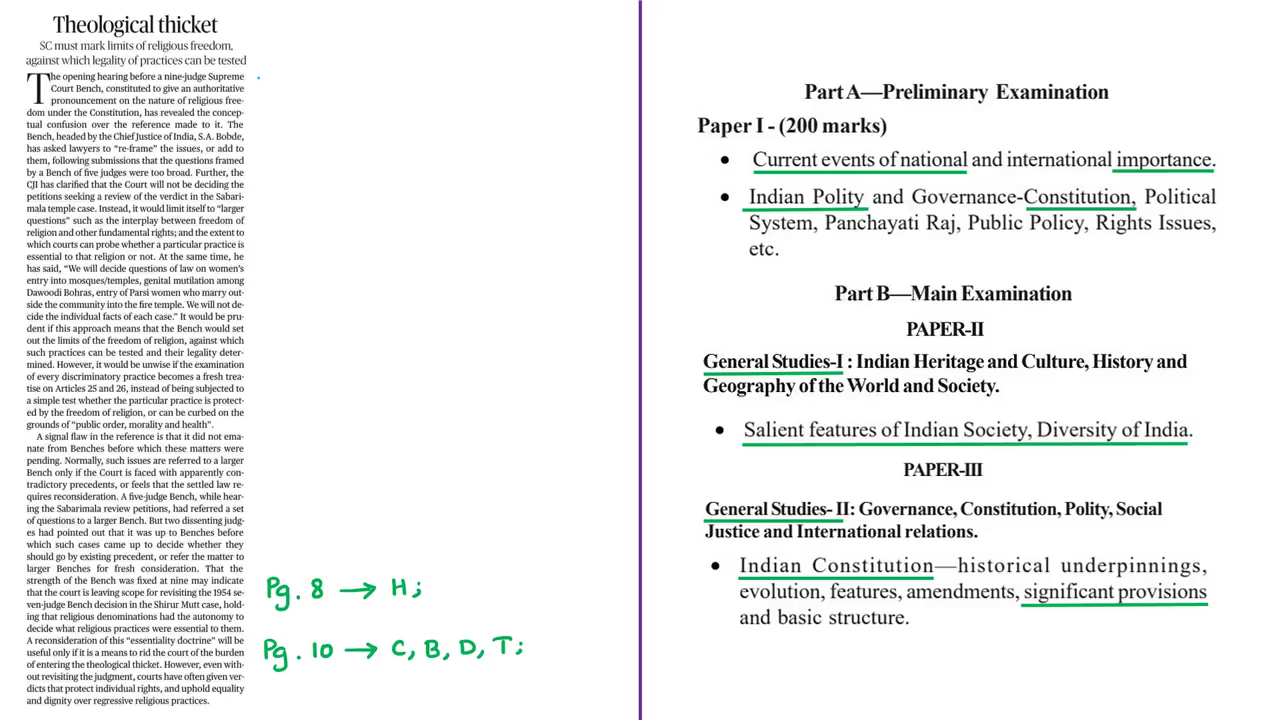 Theological thicket
SC must mark limits of religious freedom,
against which legality of practices can be tested
The opening hearing before a nine-judge Supreme
Court Bench, constituted to give an authoritative
pronouncement on the nature of religious free-
dom under the Constitution, has revealed the concep-
tual confusion over the reference made to it. The
Bench, headed by the Chief Justice of India, S.A. Bobde,
has asked lawyers to “re-frame” the issues, or add to
them, following submissions that the questions framed
by a Bench of five judges were too broad. Further, the
CJI has clarified that the Court will not be deciding the
petitions seeking a review of the verdict in the Sabari-
mala temple case. Instead, it would limit itself to “larger
questions” such as the interplay between freedom of
religion and other fundamental rights; and the extent to
which courts can probe whether a particular practice is
essential to that religion or not. At the same time, he
has said, “We will decide questions of law on women’s
entry into mosques/temples, genital mutilation among
Dawoodi Bohras, entry of Parsi women who marry out-
side the community into the fire temple. We will not de-
cide the individual facts of each case.” It would be pru-
dent if this approach means that the Bench would set
out the limits of the freedom of religion, against which
such practices can be tested and their legality deter-
mined. However, it would be unwise if the examination
of every discriminatory practice becomes a fresh trea-
tise on Articles 25 and 26, instead of being subjected to
a simple test whether the particular practice is protect-
ed by the freedom of religion, or can be curbed on the
grounds of “public order, morality and health”.
A signal flaw in the reference is that it did not ema-
nate from Benches before which these matters were
pending. Normally, such issues are referred to a larger
Bench only if the Court is faced with apparently con-
tradictory precedents, or feels that the settled law re-
quires reconsideration. A five-judge Bench, while hear-
ing the Sabarimala review petitions, had referred a set
of questions to a larger Bench. But two dissenting judg-
es had pointed out that it was up to Benches before
which such cases came up to decide whether they
should go by existing precedent, or refer the matter to
larger Benches for fresh consideration. That the
strength of the Bench was fixed at nine may indicate
that the court is leaving scope for revisiting the 1954 se-
ven-judge Bench decision in the Shirur Mutt case, hold-
ing that religious denominations had the autonomy to
decide what religious practices were essential to them.
A reconsideration of this “essentiality doctrine” will be
useful only if it is a means to rid the court of the burden
of entering the theological thicket. However, even with-
out revisiting the judgment, courts have often given ver-
dicts that protect individual rights, and uphold equality
and dignity over regressive religious practices.
Pg. 8 → H;
Pg. 10 → C, B, D, T;
Part A—Preliminary Examination
Paper I - (200 marks)
• Current events of national and international importance.
• Indian Polity and Governance-Constitution, Political
System, Panchayati Raj, Public Policy, Rights Issues,
etc.
Part B—Main Examination
PAPER-II
General Studies-I : Indian Heritage and Culture, History and
Geography of the World and Society.
• Salient features of Indian Society, Diversity of India.
PAPER-III
General Studies- II: Governance, Constitution, Polity, Social
Justice and International relations.
• Indian Constitution—historical underpinnings,
evolution, features, amendments, significant provisions
and basic structure.